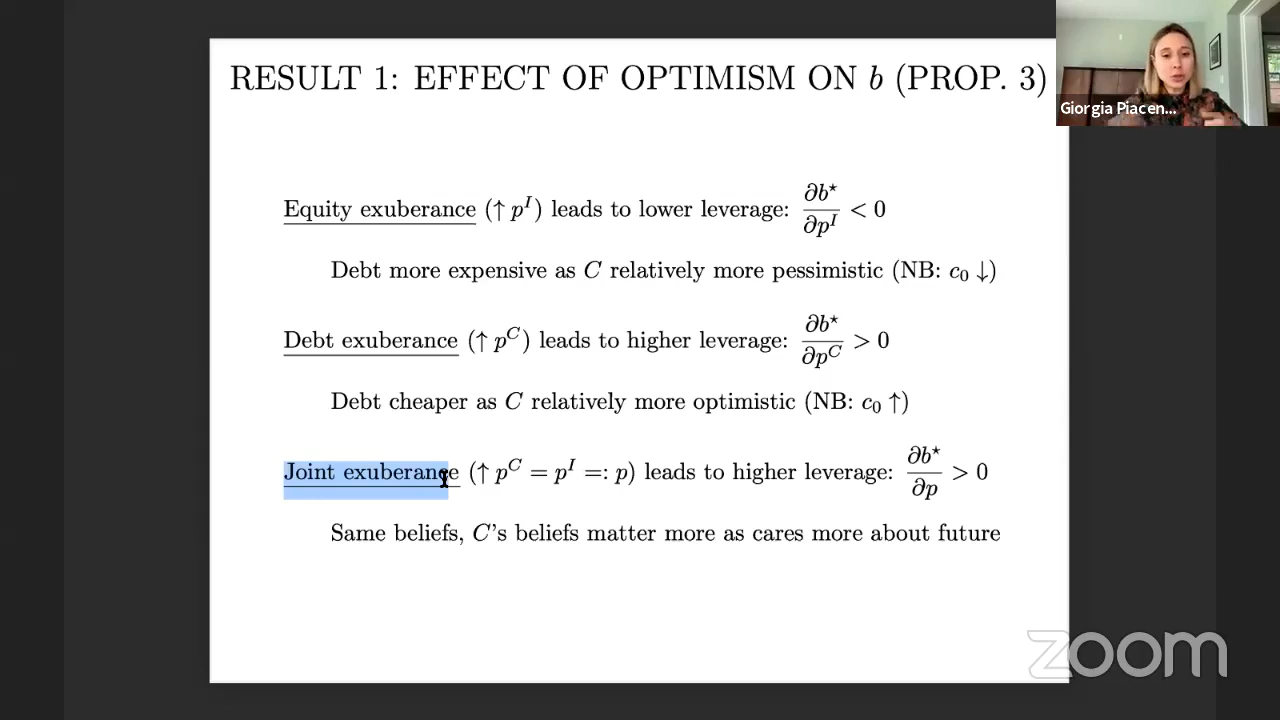 RESULT 1: EFFECT OF OPTIMISM ON b (PROP. 3)
Giorgia Piacen...
Equity exuberance (↑ p^I) leads to lower leverage: ∂b⋆/∂p^I < 0
Debt more expensive as C relatively more pessimistic (NB: c₀ ↓)
Debt exuberance (↑ p^C) leads to higher leverage: ∂b⋆/∂p^C > 0
Debt cheaper as C relatively more optimistic (NB: c₀ ↑)
Joint exuberance (↑ p^C = p^I =: p) leads to higher leverage: ∂b⋆/∂p > 0
Same beliefs, C's beliefs matter more as cares more about future
zoom